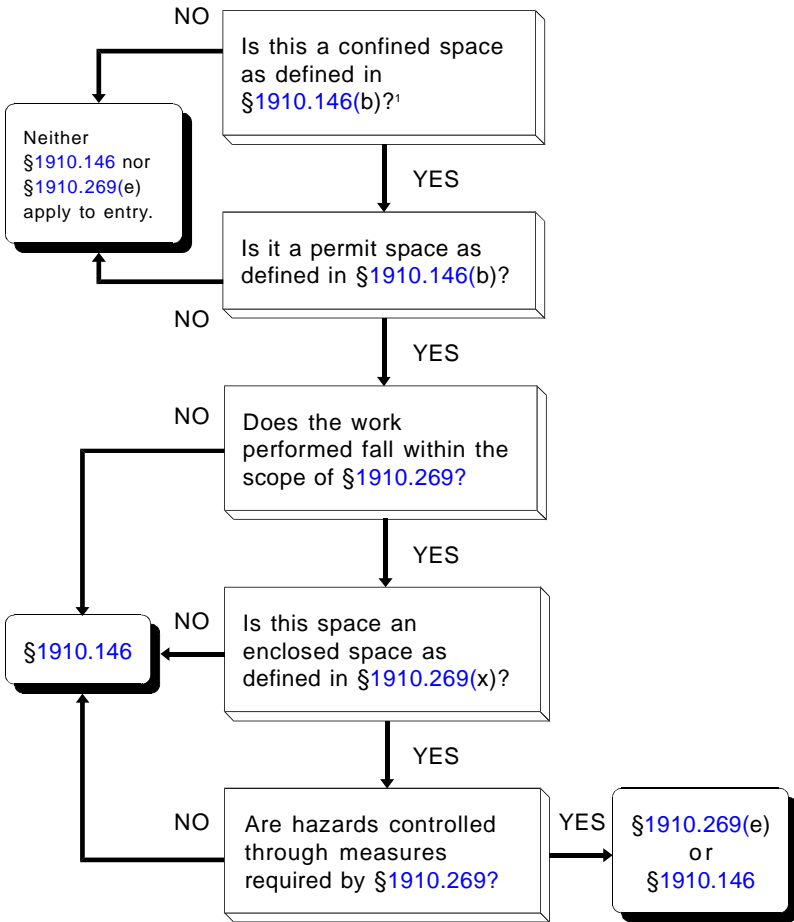 NO
Is this a confined space
as defined in
§1910.146(b)?¹
Neither
§1910.146 nor
§1910.269(e)
apply to entry.
YES
Is it a permit space as
defined in §1910.146(b)?
NO
YES
NO
Does the work
performed fall within the
scope of §1910.269?
YES
§1910.146
NO
Is this space an
enclosed space as
defined in §1910.269(x)?
YES
NO
Are hazards controlled
through measures
required by §1910.269?
YES
§1910.269(e)
or
§1910.146